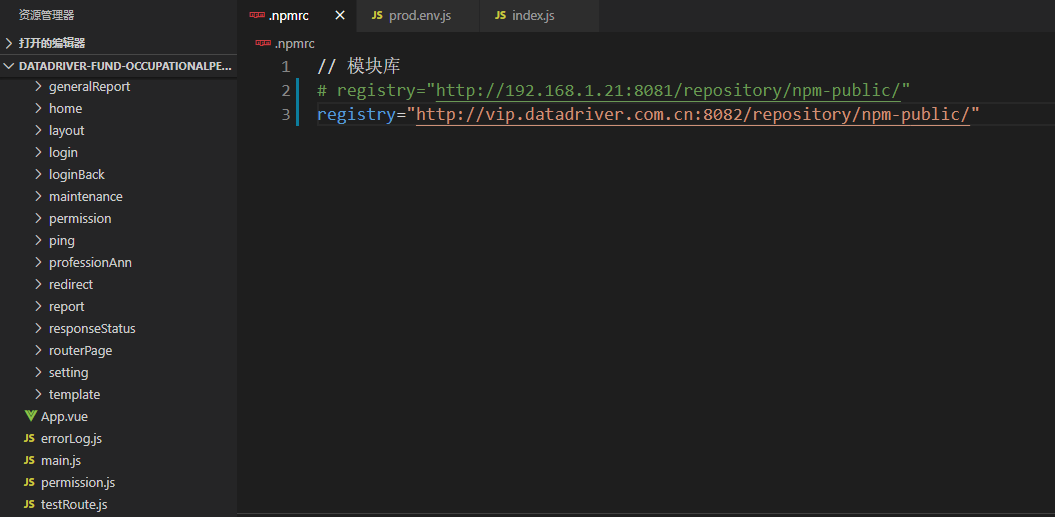 资源管理器
打开的编辑器
DATADRIVER-FUND-OCCUPATIONALPE...
generalReport
home
layout
login
loginBack
maintenance
permission
ping
professionAnn
redirect
report
responseStatus
routerPage
setting
template
App.vue
JS errorLog.js
JS main.js
JS permission.js
JS testRoute.js
npm .npmrc × JS prod.env.js JS index.js
npm .npmrc
1 // 模块库
2 # registry="http://192.168.1.21:8081/repository/npm-public/"
3 registry="http://vip.datadriver.com.cn:8082/repository/npm-public/"